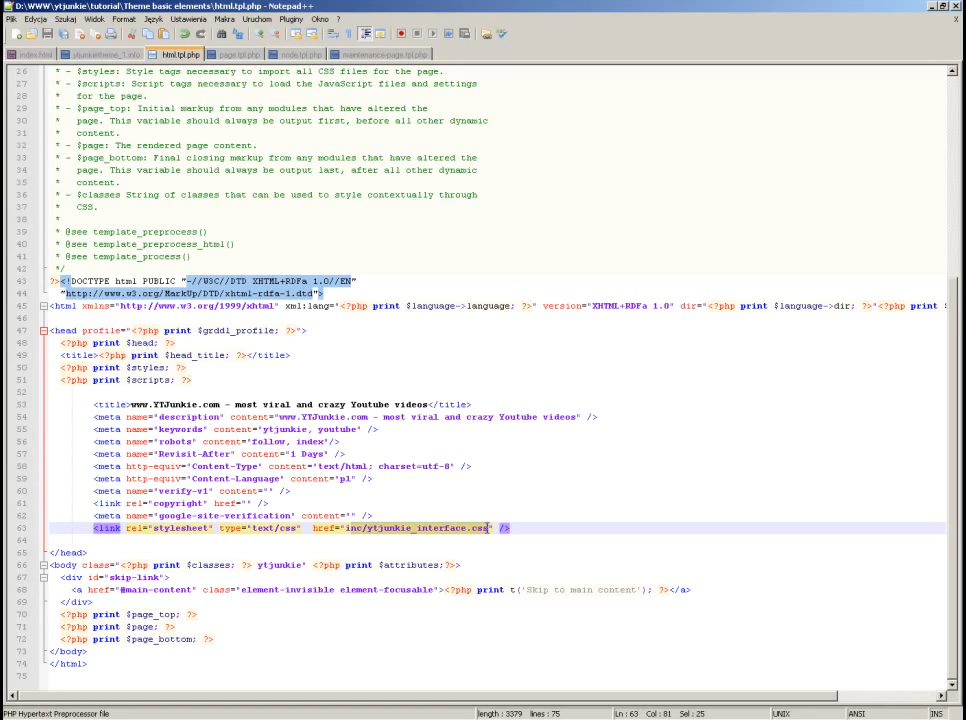 D:\WWW\ytjunkie\tutorial\Theme basic elements\html.tpl.php - Notepad++
Plik Edycja Szukaj Widok Format Język Ustawienia Makra Uruchom Pluginy Okno ?
X
index.html ytjunkietheme_1.info html.tpl.php page.tpl.php node.tpl.php maintenance-page.tpl.php
26 * - $styles: Style tags necessary to import all CSS files for the page.
27 * - $scripts: Script tags necessary to load the JavaScript files and settings
28 * for the page.
29 * - $page_top: Initial markup from any modules that have altered the
30 * page. This variable should always be output first, before all other dynamic
31 * content.
32 * - $page: The rendered page content.
33 * - $page_bottom: Final closing markup from any modules that have altered the
34 * page. This variable should always be output last, after all other dynamic
35 * content.
36 * - $classes String of classes that can be used to style contextually through
37 * CSS.
38 *
39 * @see template_preprocess()
40 * @see template_preprocess_html()
41 * @see template_process()
42 */
43 ?><!DOCTYPE html PUBLIC "-//W3C//DTD XHTML+RDFa 1.0//EN"
44 "http://www.w3.org/MarkUp/DTD/xhtml-rdfa-1.dtd">
45 <html xmlns="http://www.w3.org/1999/xhtml" xml:lang="<?php print $language->language; ?>" version="XHTML+RDFa 1.0" dir="<?php print $language->dir; ?>"<?php print $
46
47 <head profile="<?php print $grddl_profile; ?>">
48 <?php print $head; ?>
49 <title><?php print $head_title; ?></title>
50 <?php print $styles; ?>
51 <?php print $scripts; ?>
52
53 <title>www.YTJunkie.com - most viral and crazy Youtube videos</title>
54 <meta name="description" content="www.YTJunkie.com - most viral and crazy Youtube videos" />
55 <meta name="keywords" content="ytjunkie, youtube" />
56 <meta name="robots" content="follow, index"/>
57 <meta name="Revisit-After" content="1 Days" />
58 <meta http-equiv="Content-Type" content="text/html; charset=utf-8" />
59 <meta http-equiv="Content-Language" content="pl" />
60 <meta name="verify-v1" content="" />
61 <link rel="copyright" href="" />
62 <meta name="google-site-verification" content="" />
63 <link rel="stylesheet" type="text/css" href="inc/ytjunkie_interface.css" />
64
65 </head>
66 <body class="<?php print $classes; ?> ytjunkie" <?php print $attributes;?>>
67 <div id="skip-link">
68 <a href="#main-content" class="element-invisible element-focusable"><?php print t('Skip to main content'); ?></a>
69 </div>
70 <?php print $page_top; ?>
71 <?php print $page; ?>
72 <?php print $page_bottom; ?>
73 </body>
74 </html>
75
PHP Hypertext Preprocessor file length : 3379 lines : 75 Ln : 63 Col : 81 Sel : 25 UNIX ANSI INS